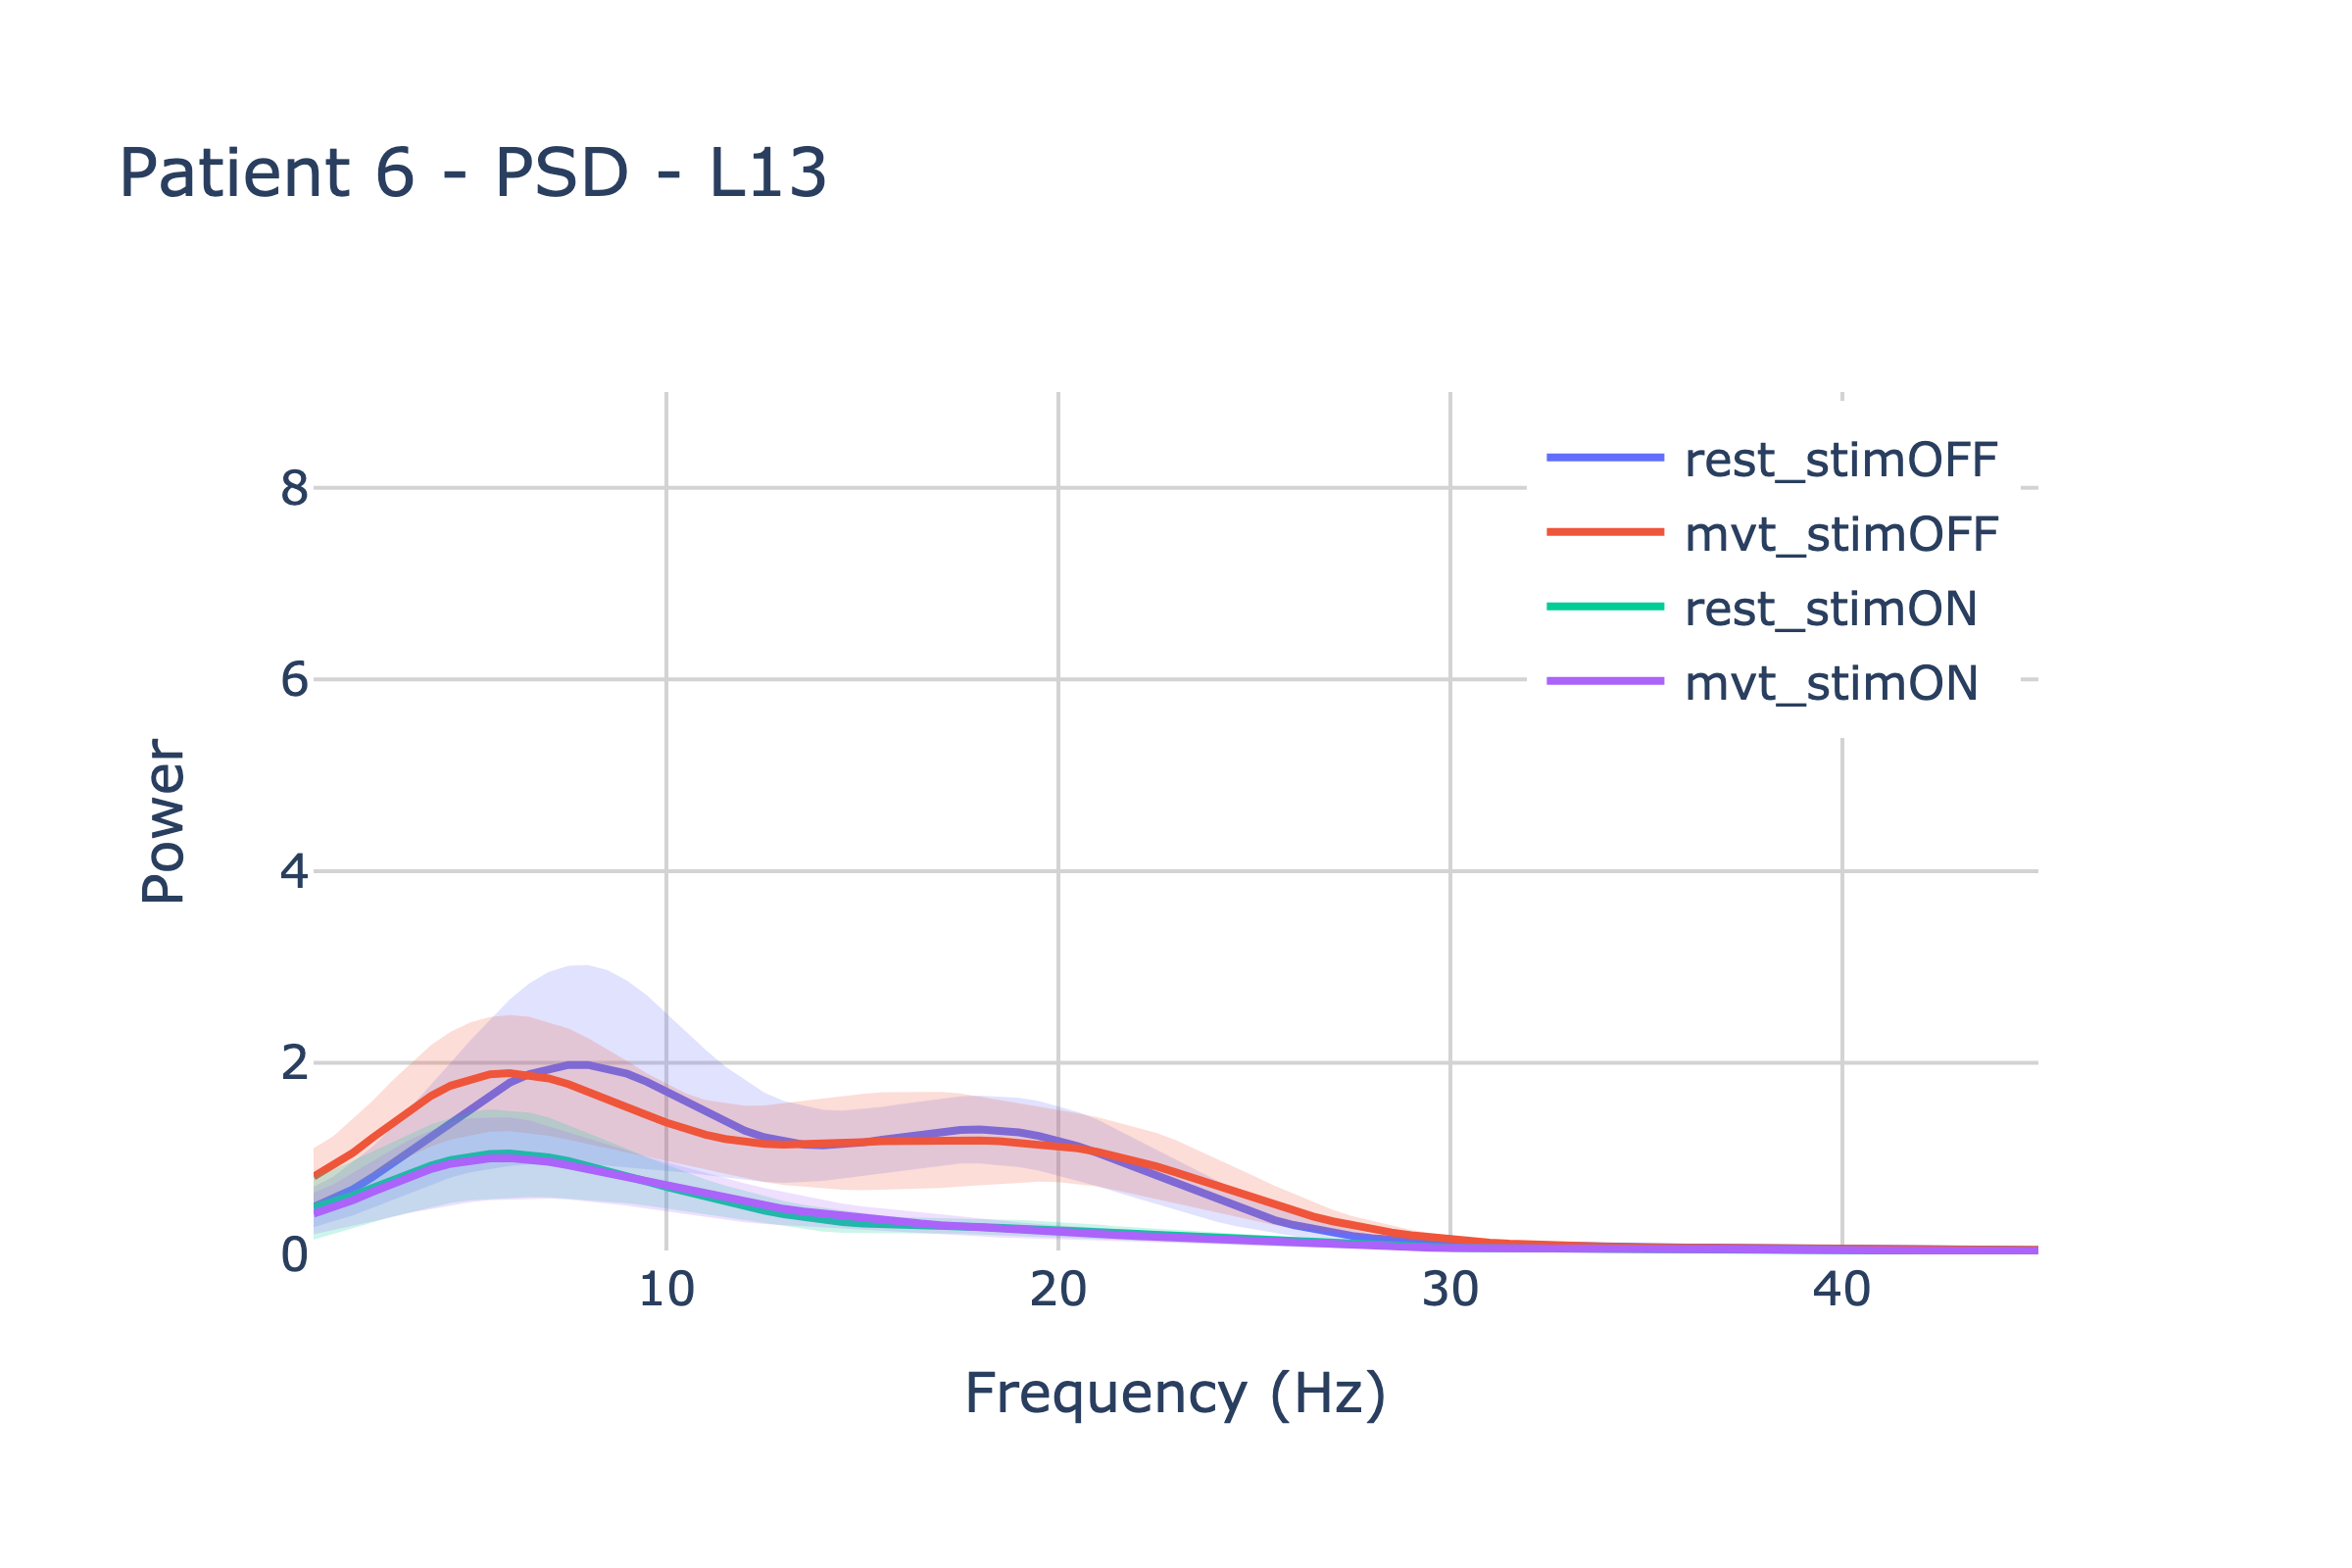 Patient 6 - PSD - L13
rest_stimOFF
mvt_stimOFF
rest_stimON
mvt_stimON
Power
8
6
4
2
0
10 20 30 40
Frequency (Hz)